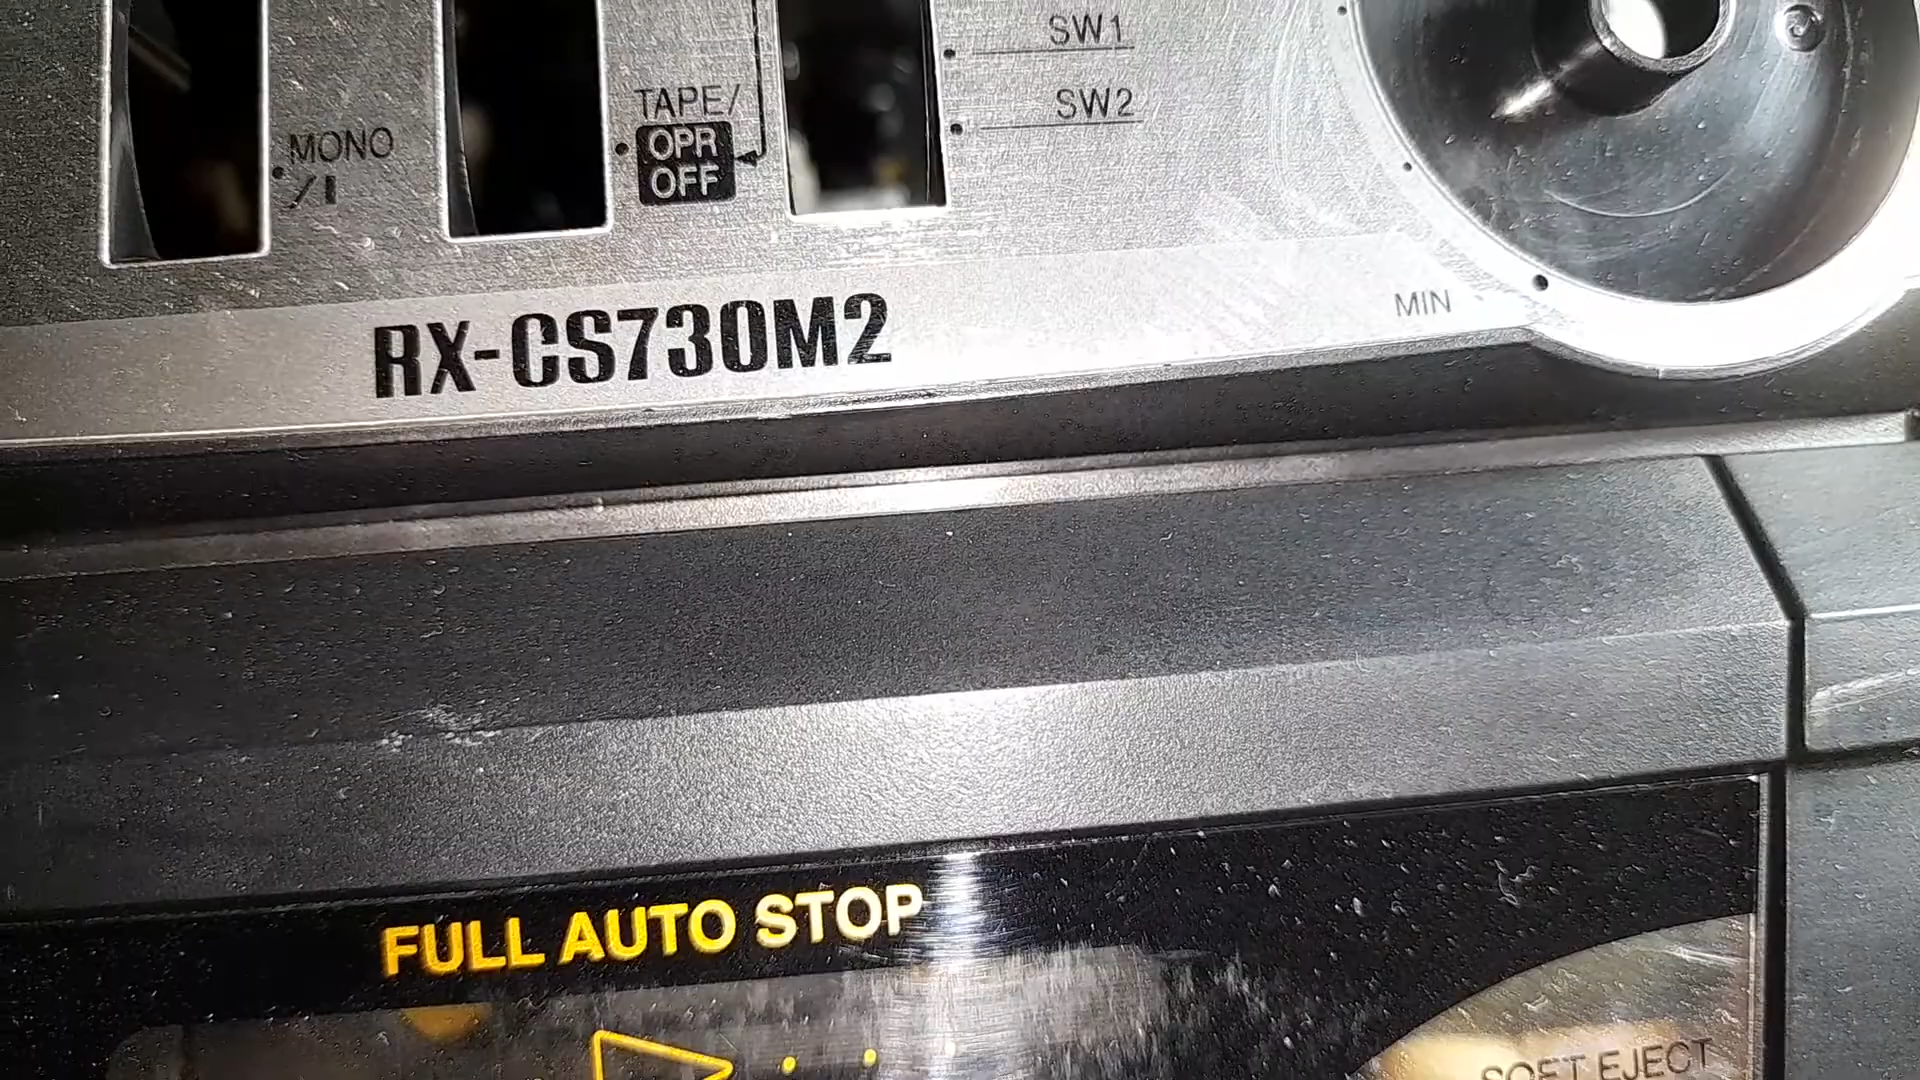 SW1
SW2
TAPE/
OPR
OFF
MONO
/I
MIN
RX-CS730M2
FULL AUTO STOP
SOFT EJECT